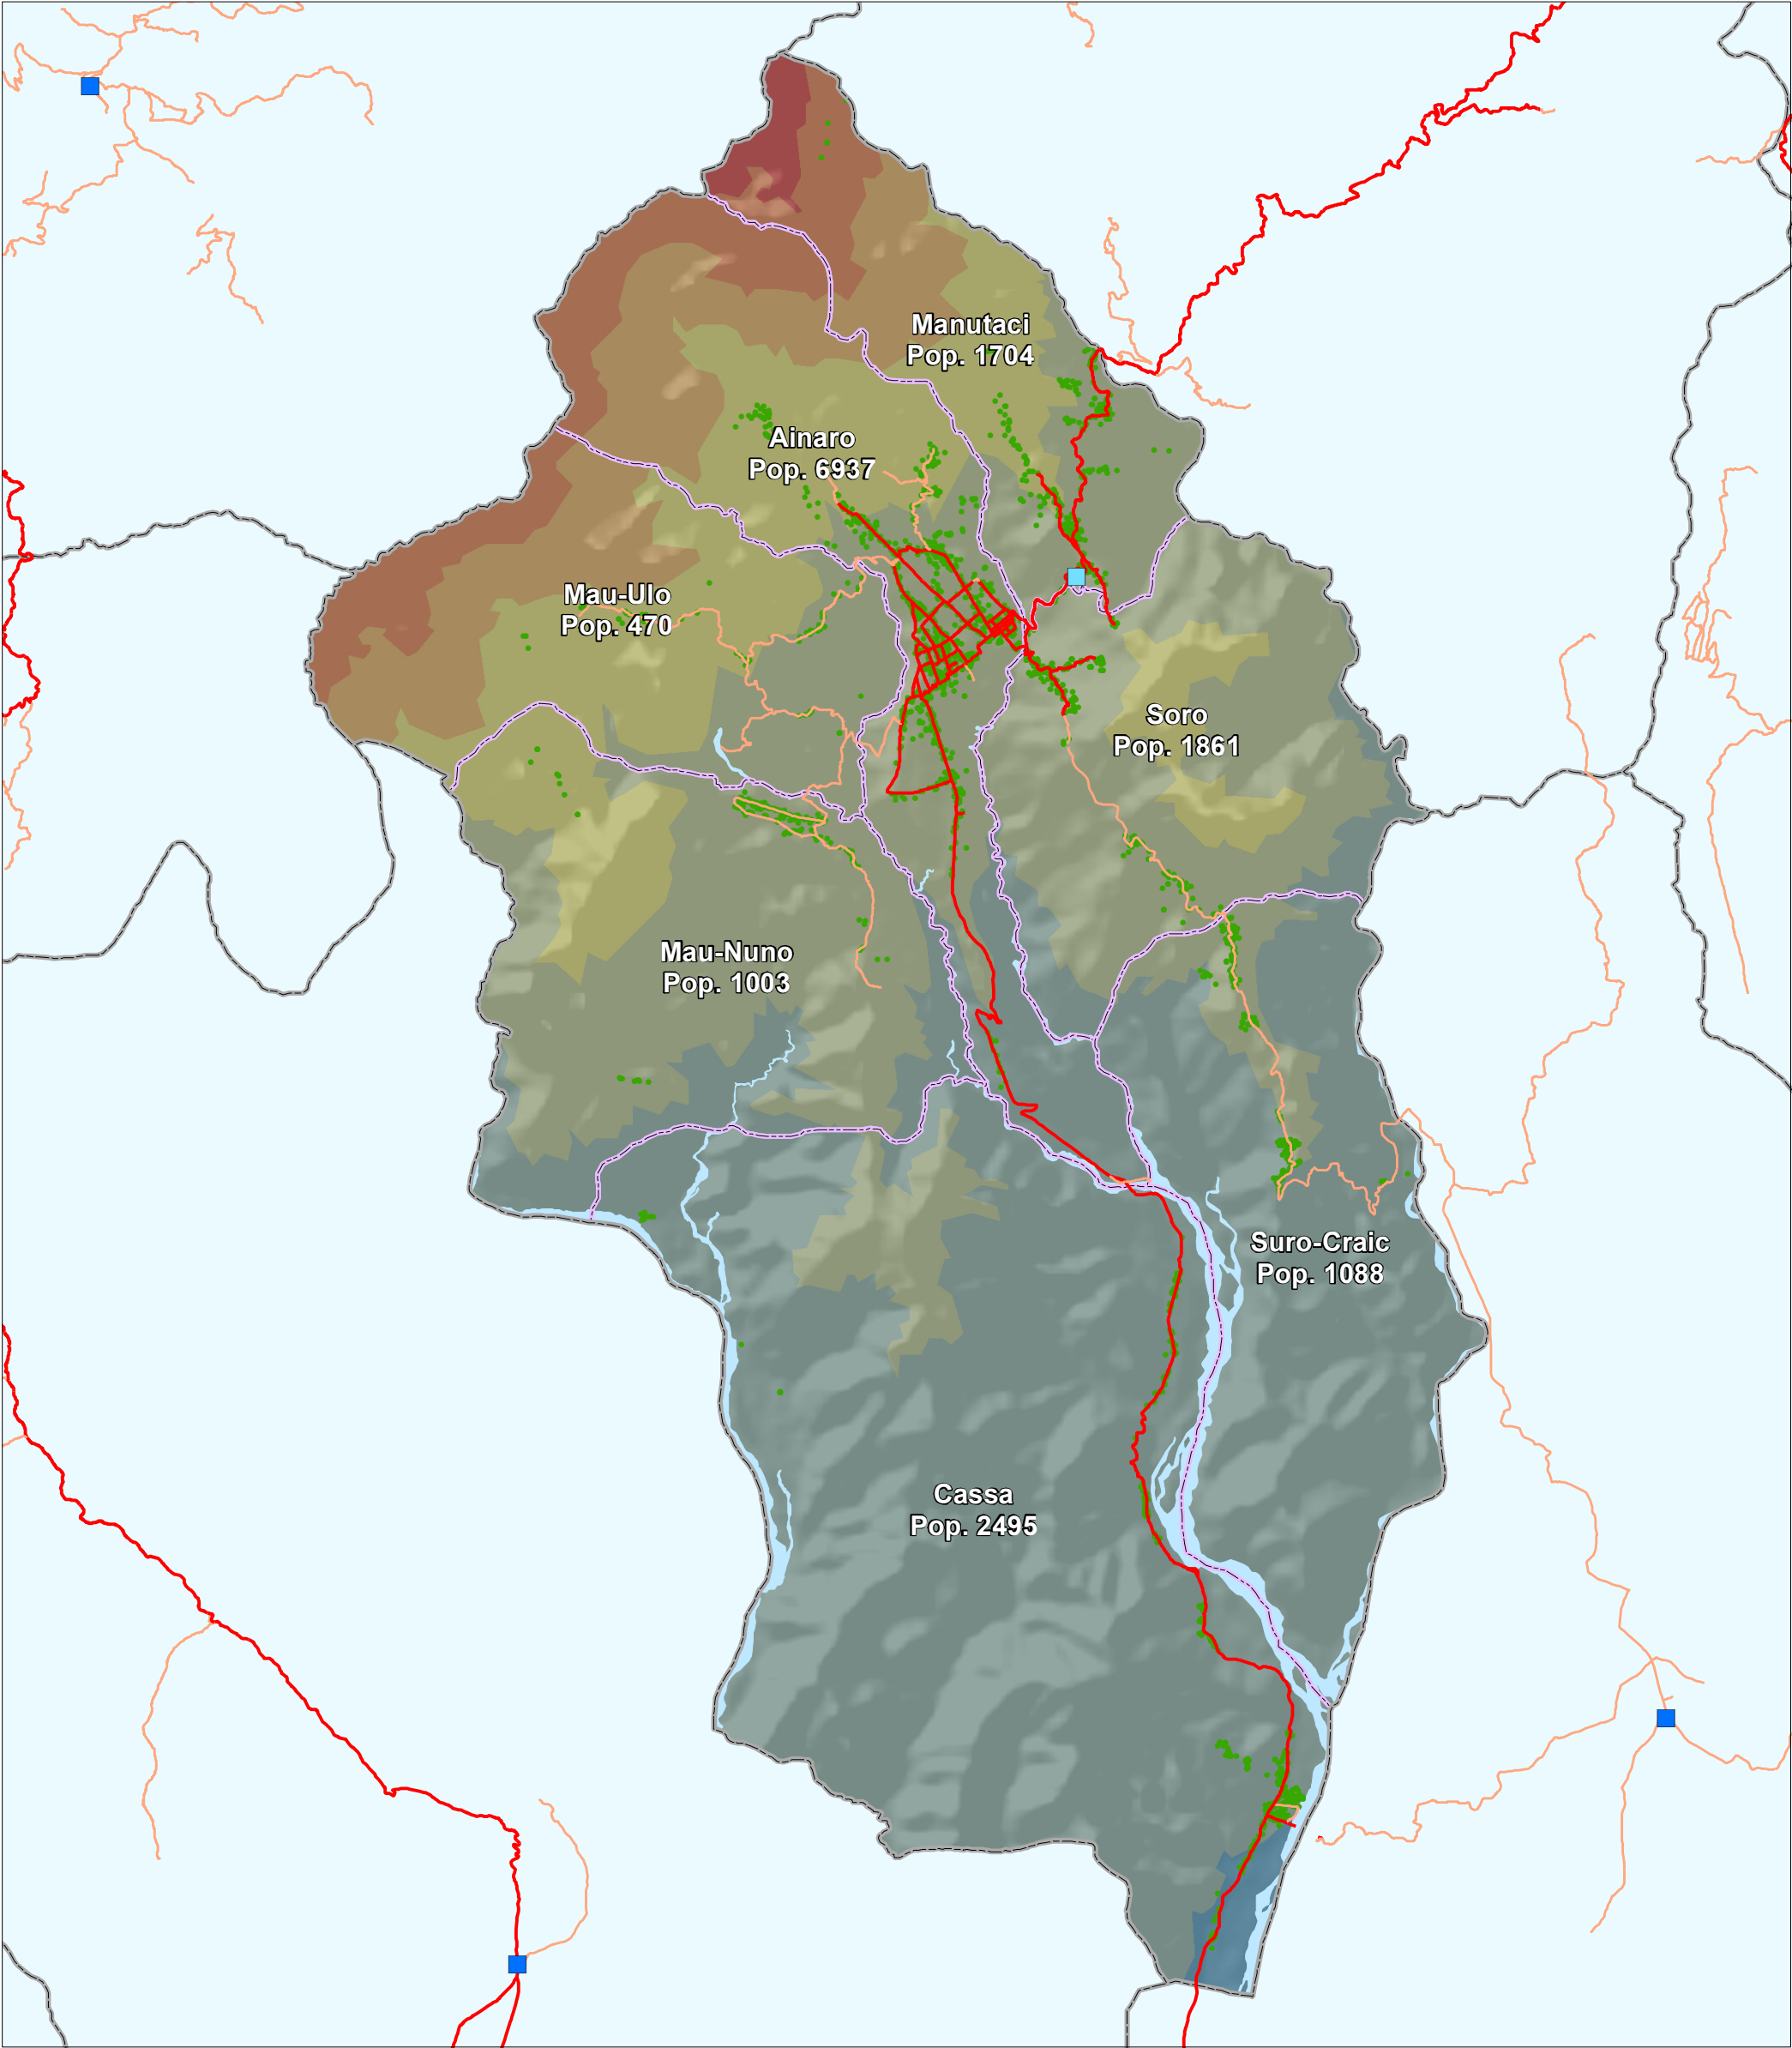 Manutaci
Pop. 1704
Ainaro
Pop. 6937
Mau-Ulo
Pop. 470
Soro
Pop. 1861
Mau-Nuno
Pop. 1003
Suro-Craic
Pop. 1088
Cassa
Pop. 2495